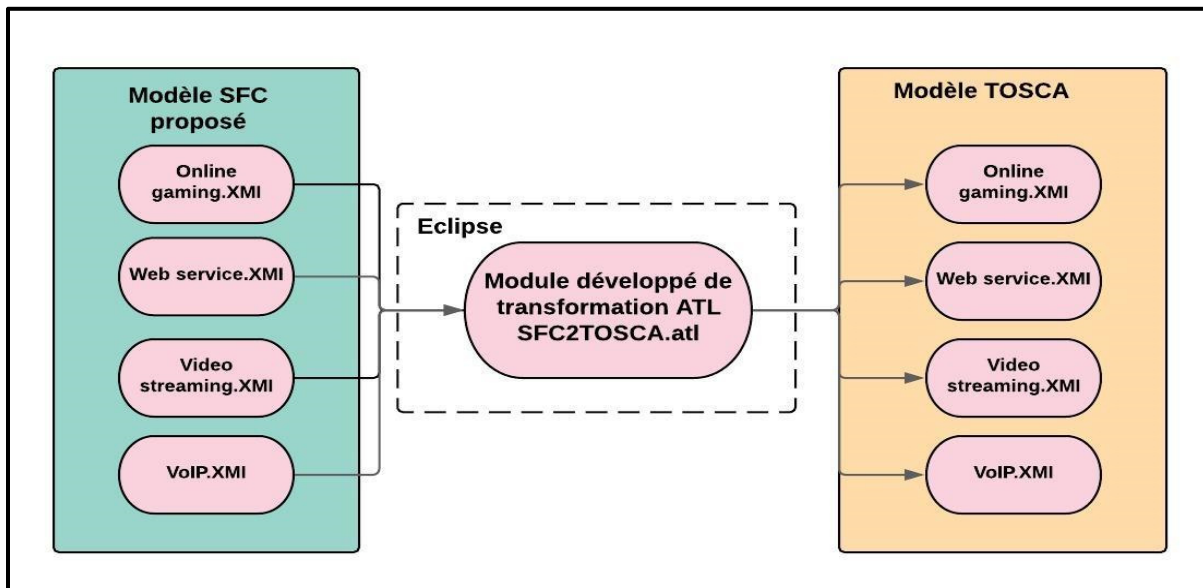 Modèle SFC
proposé
Online
gaming.XMI
Web service.XMI
Video
streaming.XMI
VoIP.XMI
Eclipse
Module développé de
transformation ATL
SFC2TOSCA.atl
Modèle TOSCA
Online
gaming.XMI
Web service.XMI
Video
streaming.XMI
VoIP.XMI